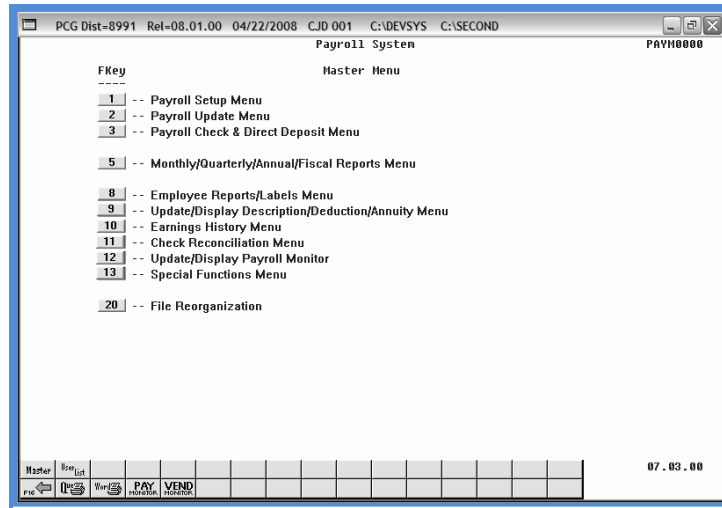 PCG Dist=8991 Rel=08.01.00 04/22/2008 CJD 001 C:\DEVSYS C:\SECOND
Payroll System PAYM0000
FKey Master Menu
----
1 -- Payroll Setup Menu
2 -- Payroll Update Menu
3 -- Payroll Check & Direct Deposit Menu
5 -- Monthly/Quarterly/Annual/Fiscal Reports Menu
8 -- Employee Reports/Labels Menu
9 -- Update/Display Description/Deduction/Annuity Menu
10 -- Earnings History Menu
11 -- Check Reconciliation Menu
12 -- Update/Display Payroll Monitor
13 -- Special Functions Menu
20 -- File Reorganization
Master User List 07.03.00
F16 Que Word PAY MONITOR VEND MONITOR